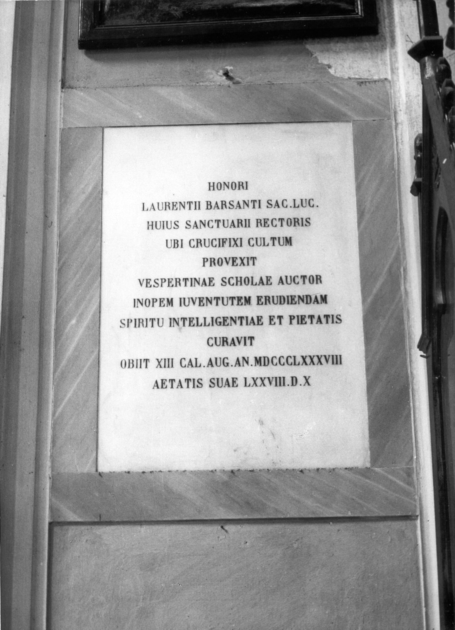 HONORI
LAURENTII BARSANTI SAC.LUC.
HUIUS SANCTUARII RECTORIS
UBI CRUCIFIXI CULTUM
PROVEXIT
VESPERTINAE SCHOLAE AUCTOR
INOPEM IUVENTUTEM ERUDIENDAM
SPIRITU INTELLIGENTIAE ET PIETATIS
CURAVIT
OBIIT XIII CAL.AUG.AN.MDCCCLXXXVIII
AETATIS SUAE LXXVIII.D.X